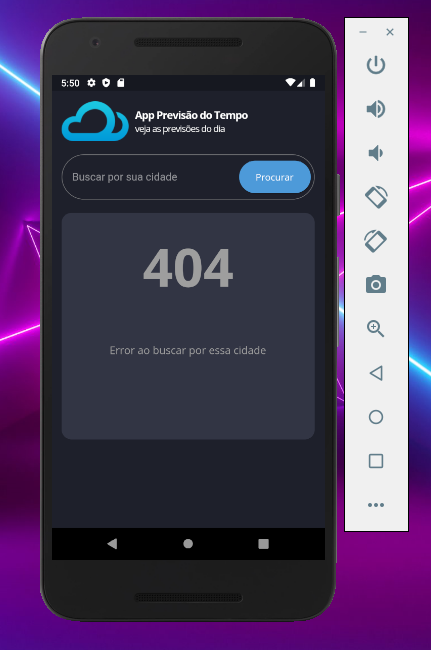 5:50
App Previsão do Tempo
veja as previsões do dia
Buscar por sua cidade
Procurar
404
Error ao buscar por essa cidade